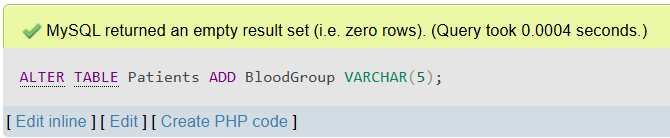 MySQL returned an empty result set (i.e. zero rows). (Query took 0.0004 seconds.)
ALTER TABLE Patients ADD BloodGroup VARCHAR(5);
[ Edit inline ] [ Edit ] [ Create PHP code ]